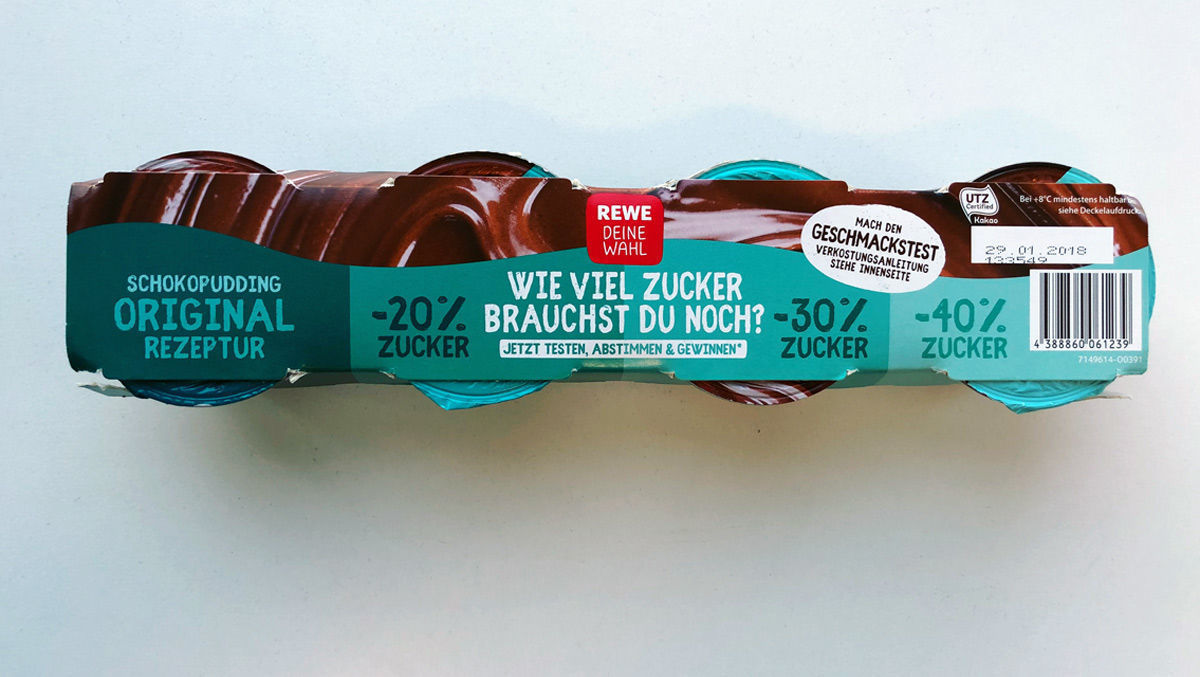 SCHOKOPUDDING
ORIGINAL
REZEPTUR
-20%
ZUCKER
REWE
DEINE
WAHL
WIE VIEL ZUCKER
BRAUCHST DU NOCH?
JETZT TESTEN, ABSTIMMEN & GEWINNEN*
-30%
ZUCKER
MACH DEN
GESCHMACKSTEST
VERKOSTUNGSANLEITUNG
SIEHE INNENSEITE
-40%
ZUCKER
UTZ
Certified
Kakao
Bei +8°C mindestens haltbar
siehe Deckelaufdruck
29.01.2018
133549
4 388860 061239
7149614-00391